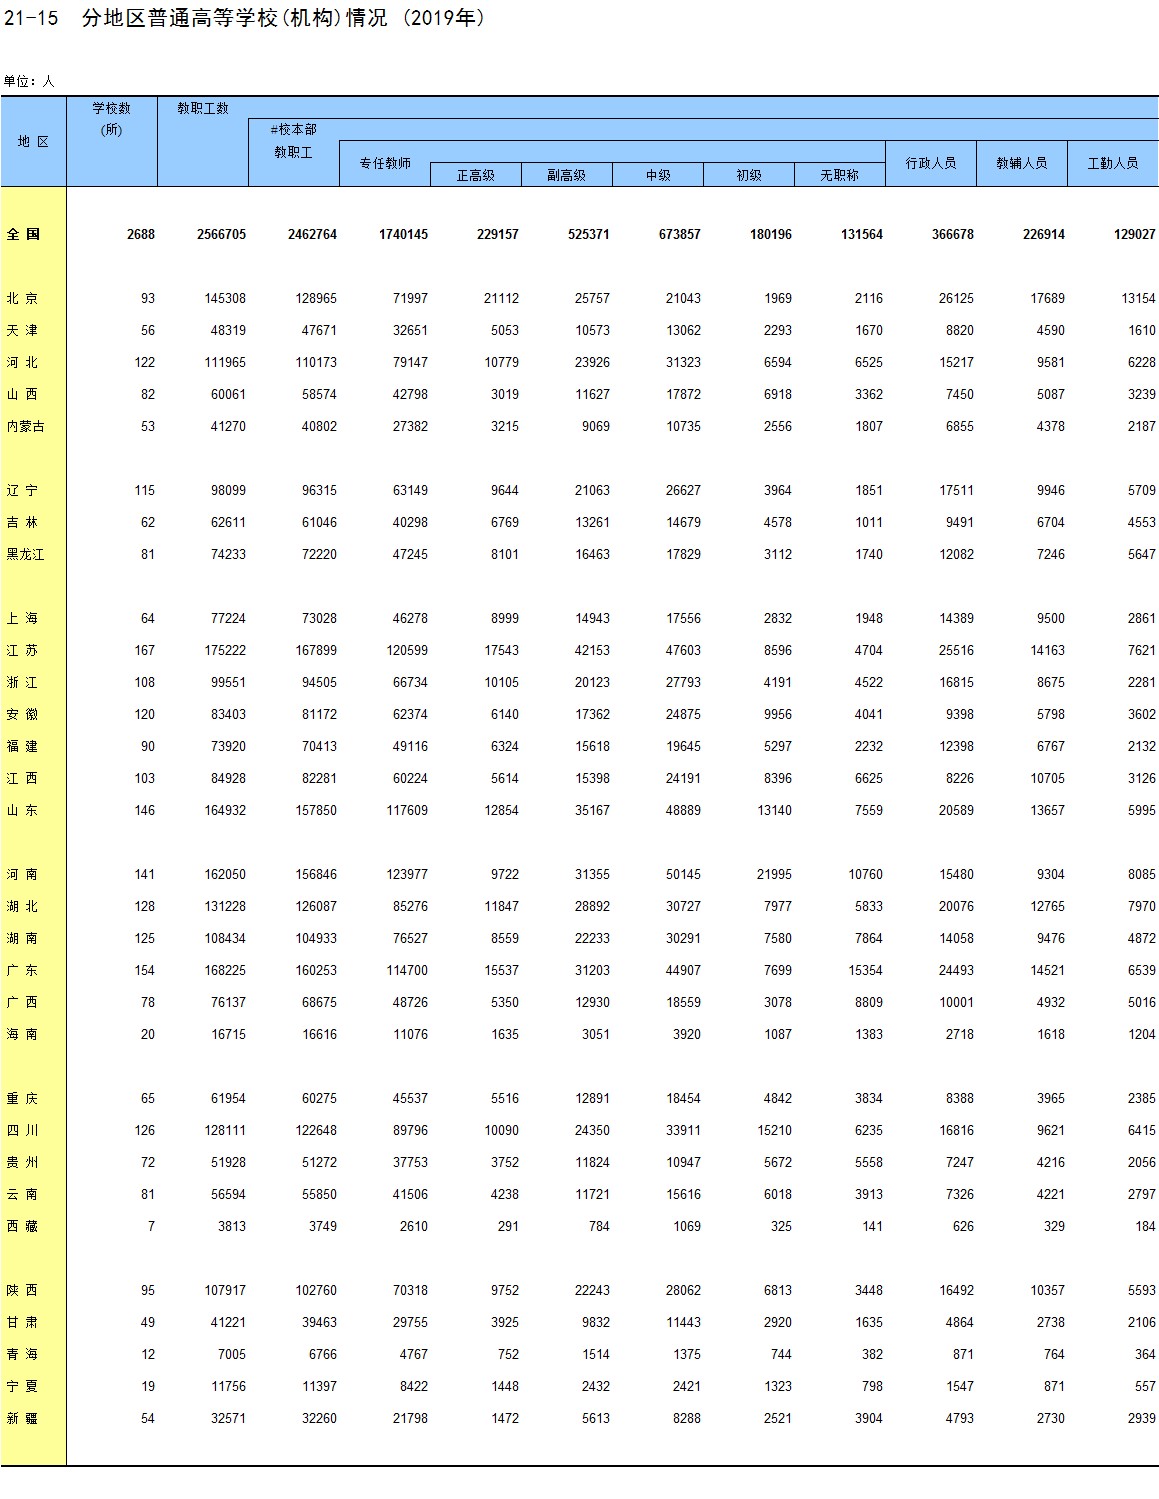 21-15 分地区普通高等学校(机构)情况 (2019年)
单位：人
地 区 学校数 (所) 教职工数 #校本部 教职工 专任教师 正高级 副高级 中级 初级 无职称 行政人员 教辅人员 工勤人员
全 国 2688 2566705 2462764 1740145 229157 525371 673857 180196 131564 366678 226914 129027
北 京 93 145308 128965 71997 21112 25757 21043 1969 2116 26125 17689 13154
天 津 56 48319 47671 32651 5053 10573 13062 2293 1670 8820 4590 1610
河 北 122 111965 110173 79147 10779 23926 31323 6594 6525 15217 9581 6228
山 西 82 60061 58574 42798 3019 11627 17872 6918 3362 7450 5087 3239
内蒙古 53 41270 40802 27382 3215 9069 10735 2556 1807 6855 4378 2187
辽 宁 115 98099 96315 63149 9644 21063 26627 3964 1851 17511 9946 5709
吉 林 62 62611 61046 40298 6769 13261 14679 4578 1011 9491 6704 4553
黑龙江 81 74233 72220 47245 8101 16463 17829 3112 1740 12082 7246 5647
上 海 64 77224 73028 46278 8999 14943 17556 2832 1948 14389 9500 2861
江 苏 167 175222 167899 120599 17543 42153 47603 8596 4704 25516 14163 7621
浙 江 108 99551 94505 66734 10105 20123 27793 4191 4522 16815 8675 2281
安 徽 120 83403 81172 62374 6140 17362 24875 9956 4041 9398 5798 3602
福 建 90 73920 70413 49116 6324 15618 19645 5297 2232 12398 6767 2132
江 西 103 84928 82281 60224 5614 15398 24191 8396 6625 8226 10705 3126
山 东 146 164932 157850 117609 12854 35167 48889 13140 7559 20589 13657 5995
河 南 141 162050 156846 123977 9722 31355 50145 21995 10760 15480 9304 8085
湖 北 128 131228 126087 85276 11847 28892 30727 7977 5833 20076 12765 7970
湖 南 125 108434 104933 76527 8559 22233 30291 7580 7864 14058 9476 4872
广 东 154 168225 160253 114700 15537 31203 44907 7699 15354 24493 14521 6539
广 西 78 76137 68675 48726 5350 12930 18559 3078 8809 10001 4932 5016
海 南 20 16715 16616 11076 1635 3051 3920 1087 1383 2718 1618 1204
重 庆 65 61954 60275 45537 5516 12891 18454 4842 3834 8388 3965 2385
四 川 126 128111 122648 89796 10090 24350 33911 15210 6235 16816 9621 6415
贵 州 72 51928 51272 37753 3752 11824 10947 5672 5558 7247 4216 2056
云 南 81 56594 55850 41506 4238 11721 15616 6018 3913 7326 4221 2797
西 藏 7 3813 3749 2610 291 784 1069 325 141 626 329 184
陕 西 95 107917 102760 70318 9752 22243 28062 6813 3448 16492 10357 5593
甘 肃 49 41221 39463 29755 3925 9832 11443 2920 1635 4864 2738 2106
青 海 12 7005 6766 4767 752 1514 1375 744 382 871 764 364
宁 夏 19 11756 11397 8422 1448 2432 2421 1323 798 1547 871 557
新 疆 54 32571 32260 21798 1472 5613 8288 2521 3904 4793 2730 2939